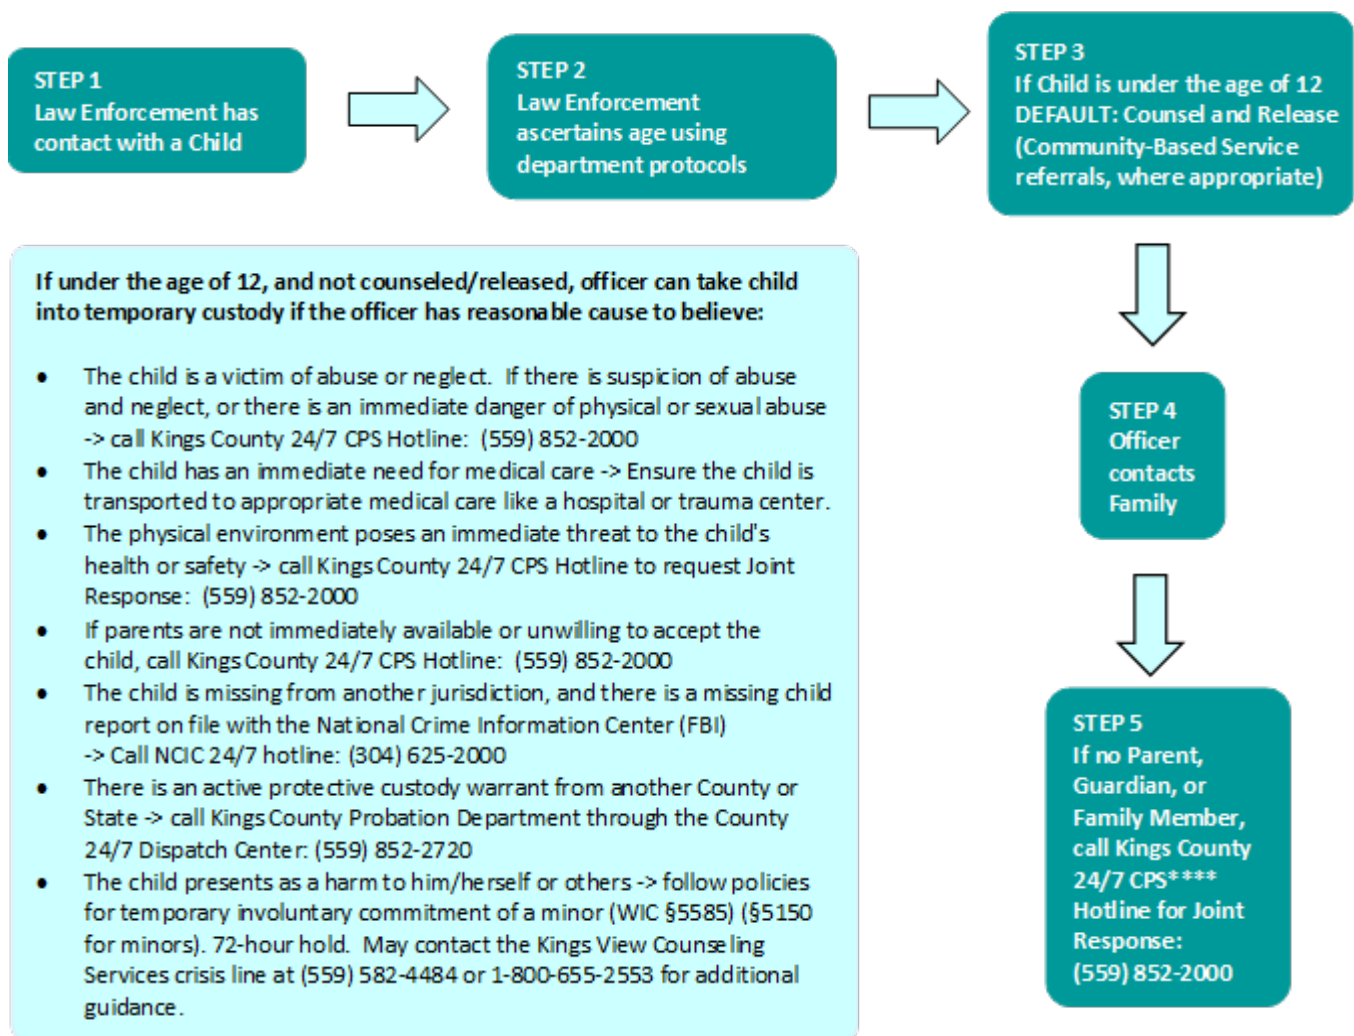 STEP 1
Law Enforcement has
contact with a Child
STEP 2
Law Enforcement
ascertains age using
department protocols
STEP 3
If Child is under the age of 12
DEFAULT: Counsel and Release
(Community-Based Service
referrals, where appropriate)
STEP 4
Officer
contacts
Family
STEP 5
If no Parent,
Guardian, or
Family Member,
call Kings County
24/7 CPS****
Hotline for Joint
Response:
(559) 852-2000
If under the age of 12, and not counseled/released, officer can take child
into temporary custody if the officer has reasonable cause to believe:
● The child is a victim of abuse or neglect. If there is suspicion of abuse
and neglect, or there is an immediate danger of physical or sexual abuse
-> call Kings County 24/7 CPS Hotline: (559) 852-2000
● The child has an immediate need for medical care -> Ensure the child is
transported to appropriate medical care like a hospital or trauma center.
● The physical environment poses an immediate threat to the child's
health or safety -> call Kings County 24/7 CPS Hotline to request Joint
Response: (559) 852-2000
● If parents are not immediately available or unwilling to accept the
child, call Kings County 24/7 CPS Hotline: (559) 852-2000
● The child is missing from another jurisdiction, and there is a missing child
report on file with the National Crime Information Center (FBI)
-> Call NCIC 24/7 hotline: (304) 625-2000
● There is an active protective custody warrant from another County or
State -> call Kings County Probation Department through the County
24/7 Dispatch Center: (559) 852-2720
● The child presents as a harm to him/herself or others -> follow policies
for temporary involuntary commitment of a minor (WIC §5585) (§5150
for minors). 72-hour hold. May contact the Kings View Counseling
Services crisis line at (559) 582-4484 or 1-800-655-2553 for additional
guidance.